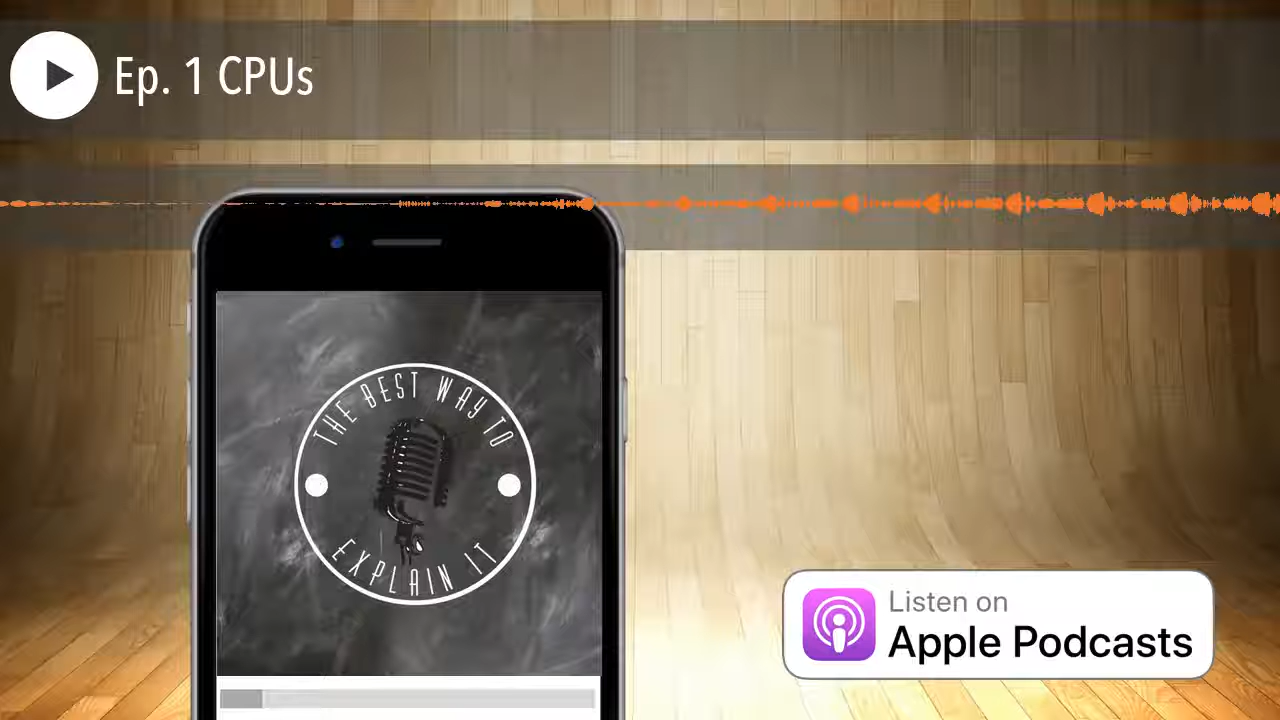 Ep. 1 CPUs
THE BEST WAY TO
EXPLAIN IT
Listen on
Apple Podcasts